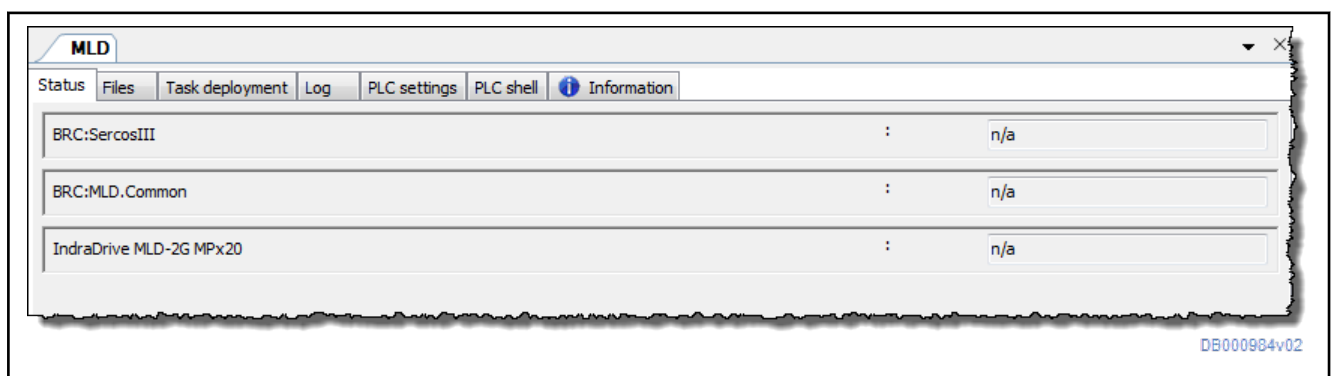 MLD
Status Files Task deployment Log PLC settings PLC shell Information
BRC:SercosIII : n/a
BRC:MLD.Common : n/a
IndraDrive MLD-2G MPx20 : n/a
DB000984v02